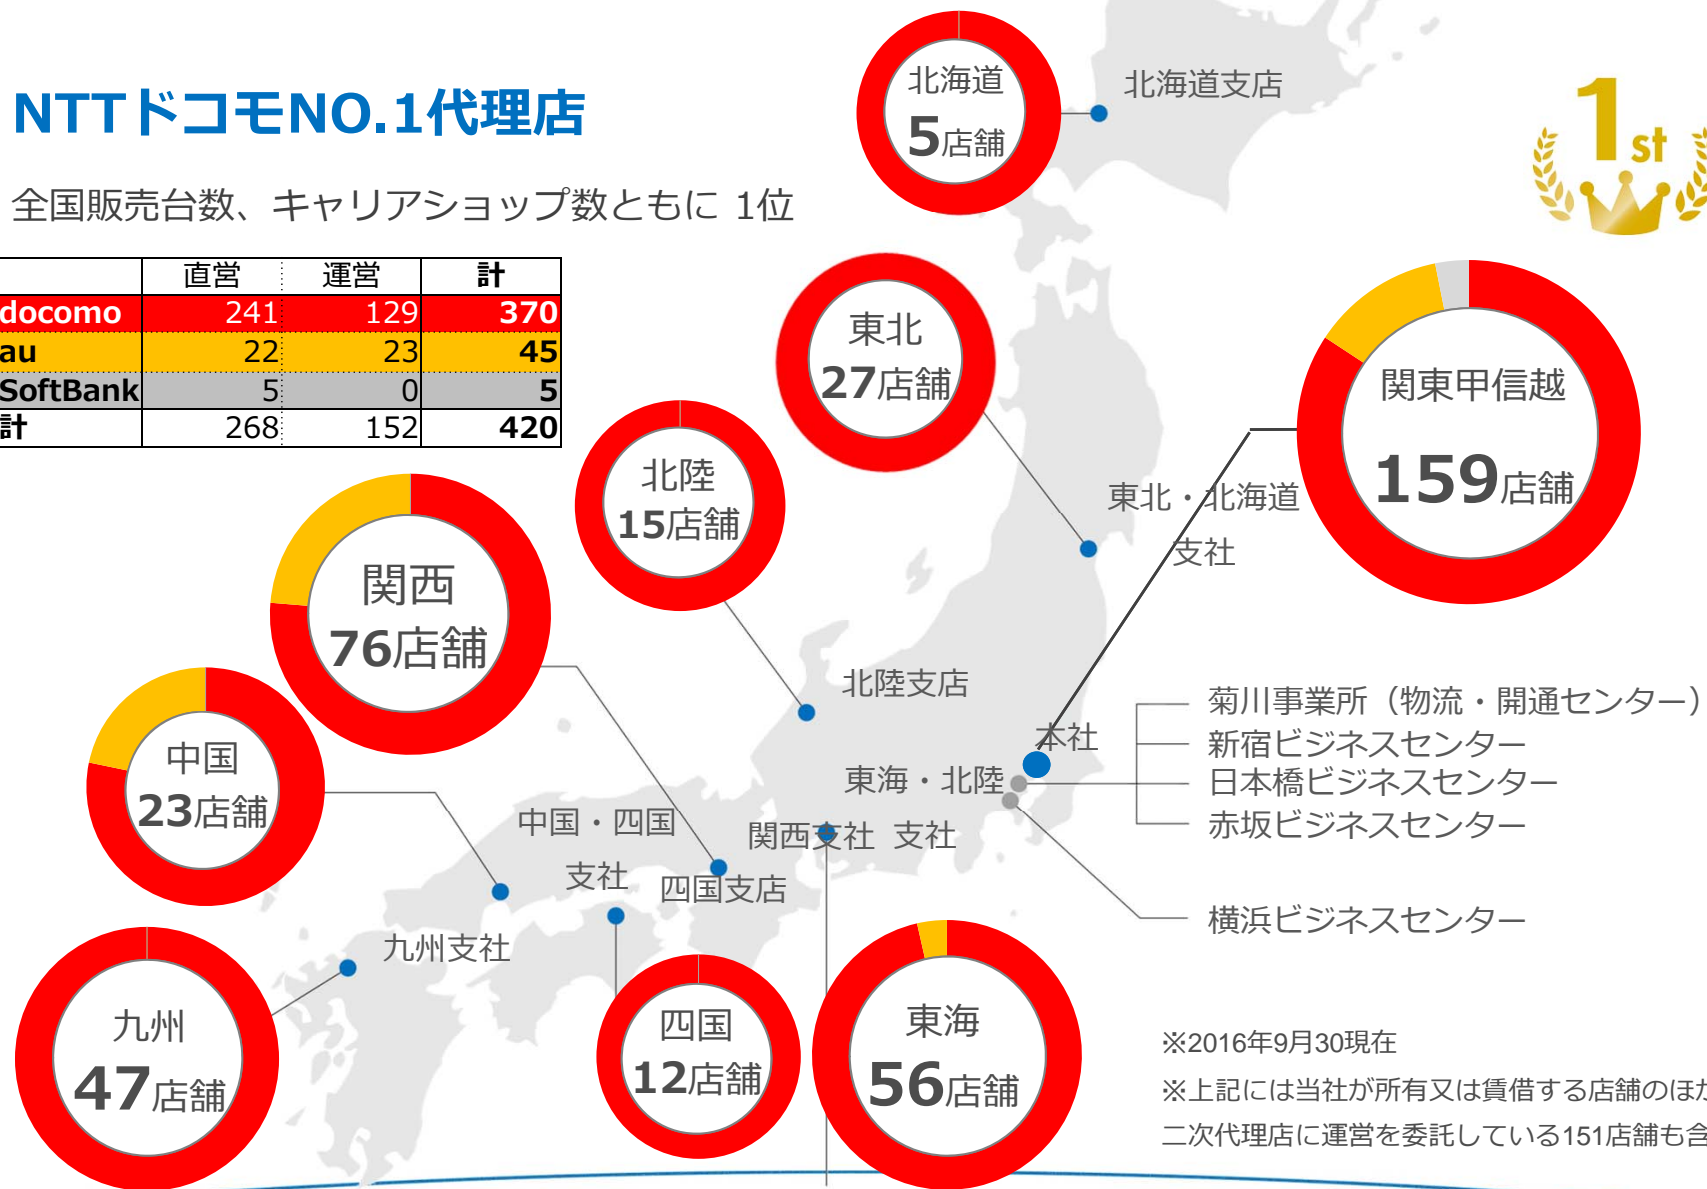 NTTドコモNO.1代理店
全国販売台数、キャリアショップ数ともに 1位
1st
直営 運営 計
docomo 241 129 370
au 22 23 45
SoftBank 5 0 5
計 268 152 420
北海道
5店舗
北海道支店
東北
27店舗
東北・北海道
支社
関東甲信越
159店舗
北陸
15店舗
北陸支店
関西
76店舗
中国
23店舗
本社
東海・北陸
支社
関西支社
中国・四国
支社
四国支店
九州支社
菊川事業所（物流・開通センター）
新宿ビジネスセンター
日本橋ビジネスセンター
赤坂ビジネスセンター
横浜ビジネスセンター
九州
47店舗
四国
12店舗
東海
56店舗
※2016年9月30現在
※上記には当社が所有又は賃借する店舗のほか
二次代理店に運営を委託している151店舗も含